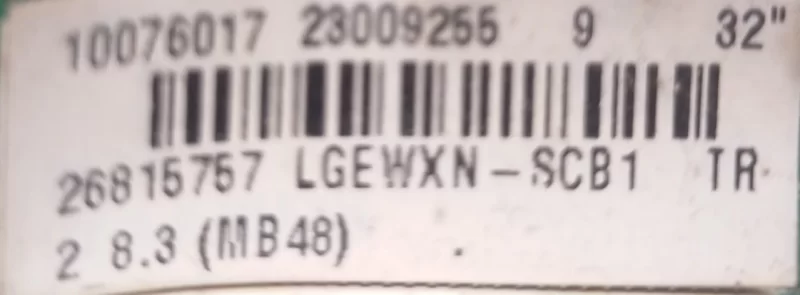 10076017 23009255 9 32"
26815757 LGEWXN-SCB1 TR
2 8.3 (MB48)